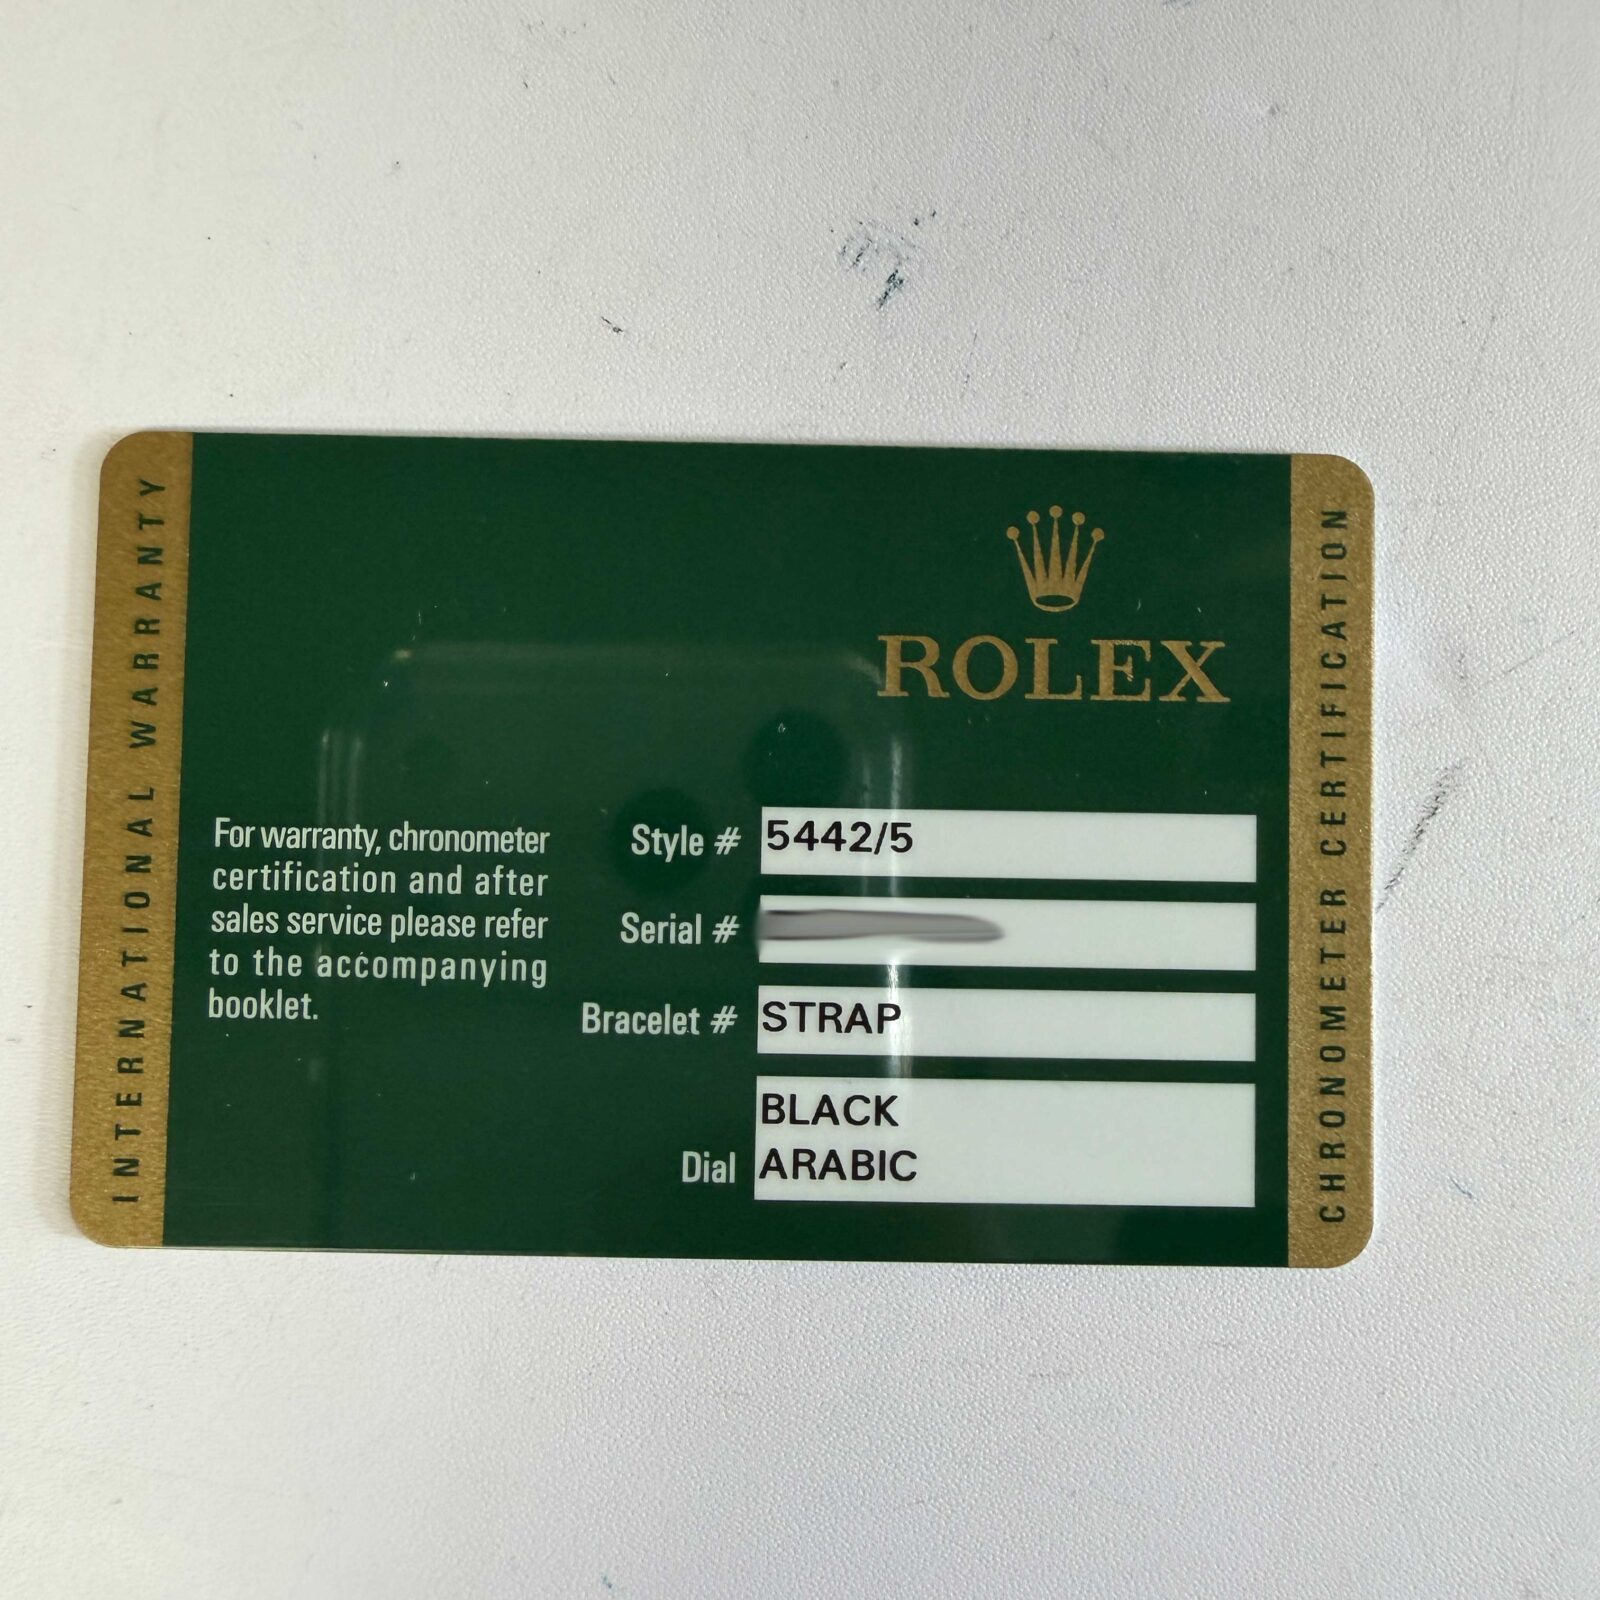 INTERNATIONAL WARRANTY
ROLEX
For warranty, chronometer
certification and after
sales service please refer
to the accompanying
booklet.
Style # 5442/5
Serial #
Bracelet # STRAP
BLACK
Dial ARABIC
CHRONOMETER CERTIFICATION